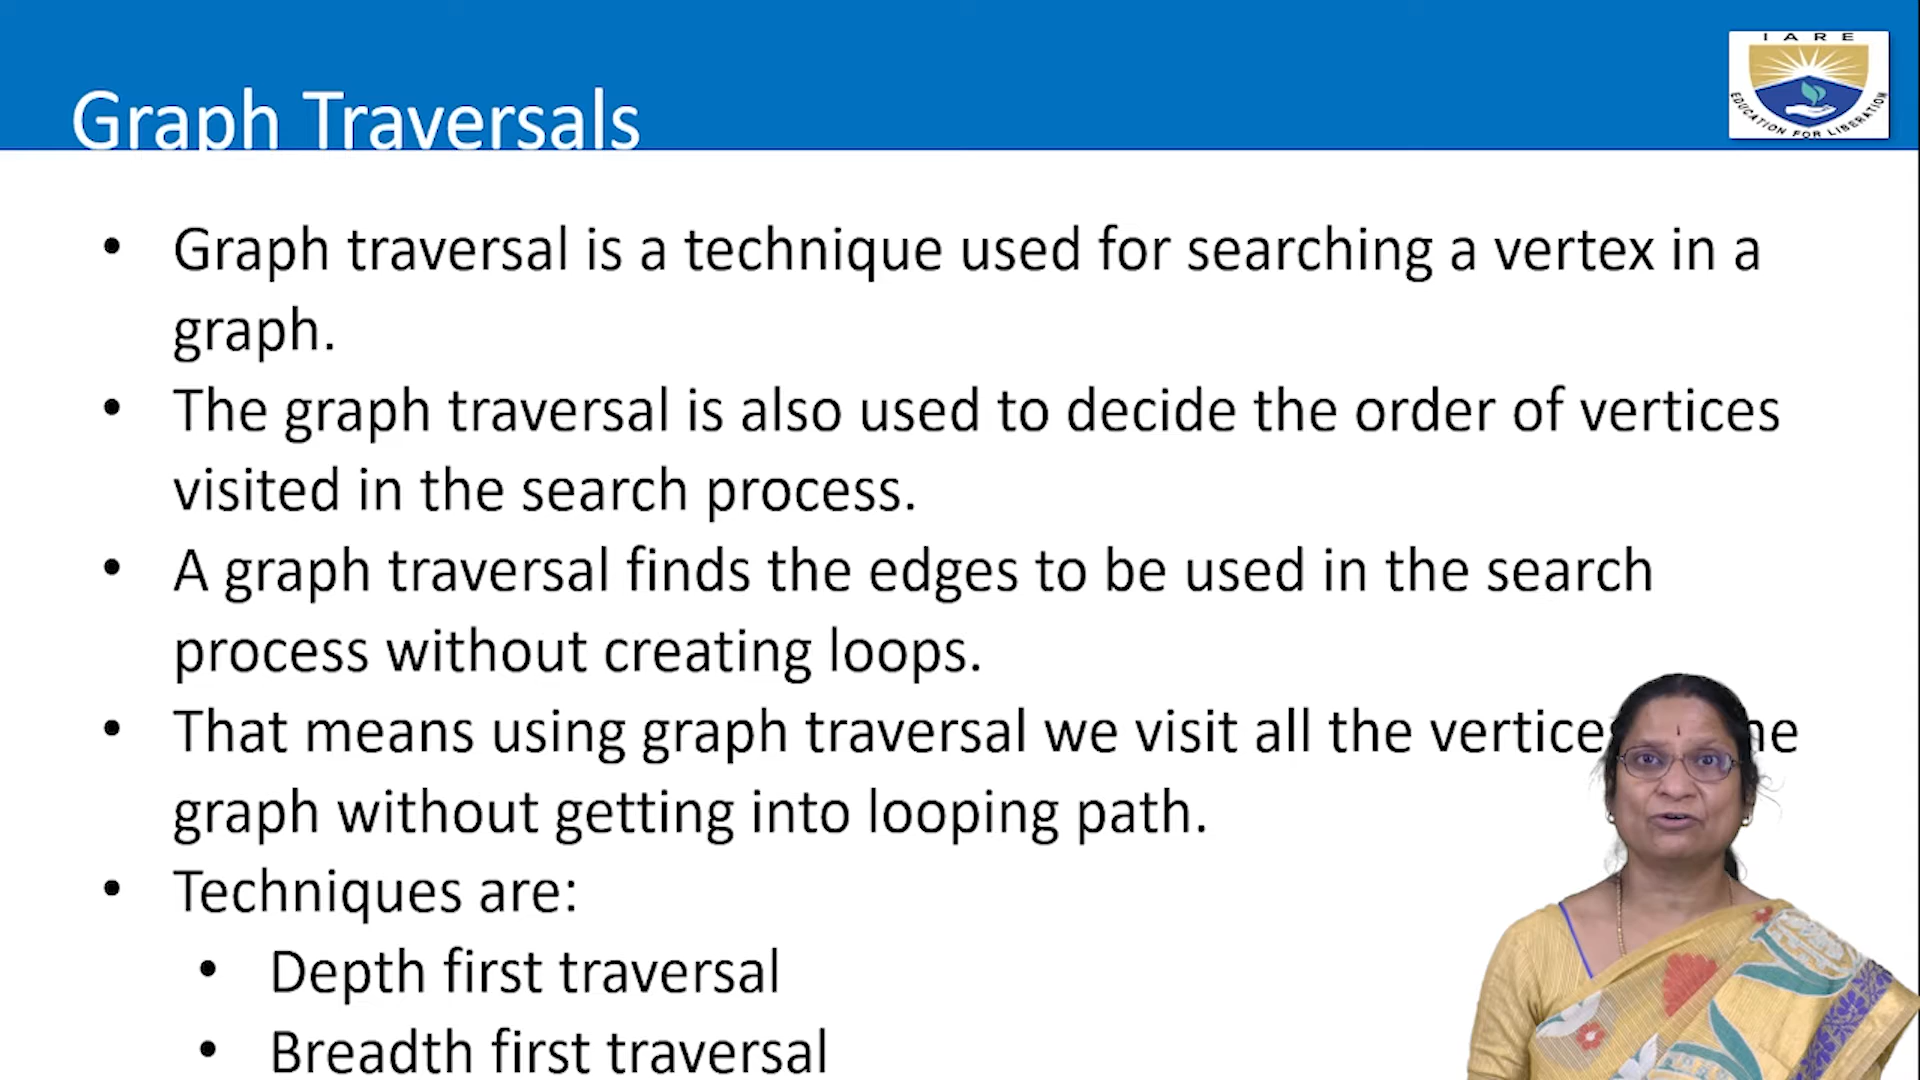 IARE
EDUCATION FOR LIBERATION
Graph Traversals
• Graph traversal is a technique used for searching a vertex in a
graph.
• The graph traversal is also used to decide the order of vertices
visited in the search process.
• A graph traversal finds the edges to be used in the search
process without creating loops.
• That means using graph traversal we visit all the
graph without getting into looping path.
• Techniques are:
• Depth first traversal
• Breadth first traversal